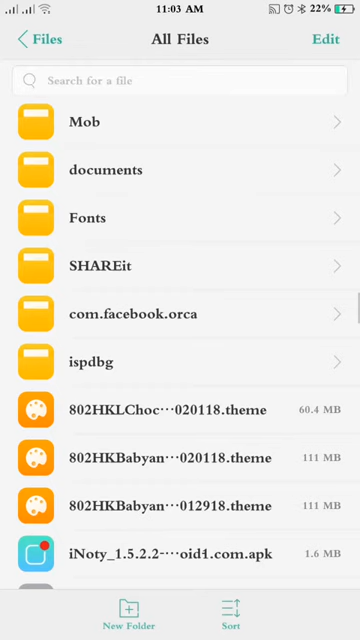 11:03 AM
22%
Files
All Files
Edit
Search for a file
Mob
documents
Fonts
SHAREit
com.facebook.orca
ispdbg
802HKLChoc···020118.theme
60.4 MB
802HKBabyan···020118.theme
111 MB
802HKBabyan···012918.theme
111 MB
iNoty_1.5.2.2-···oid1.com.apk
1.6 MB
New Folder
Sort